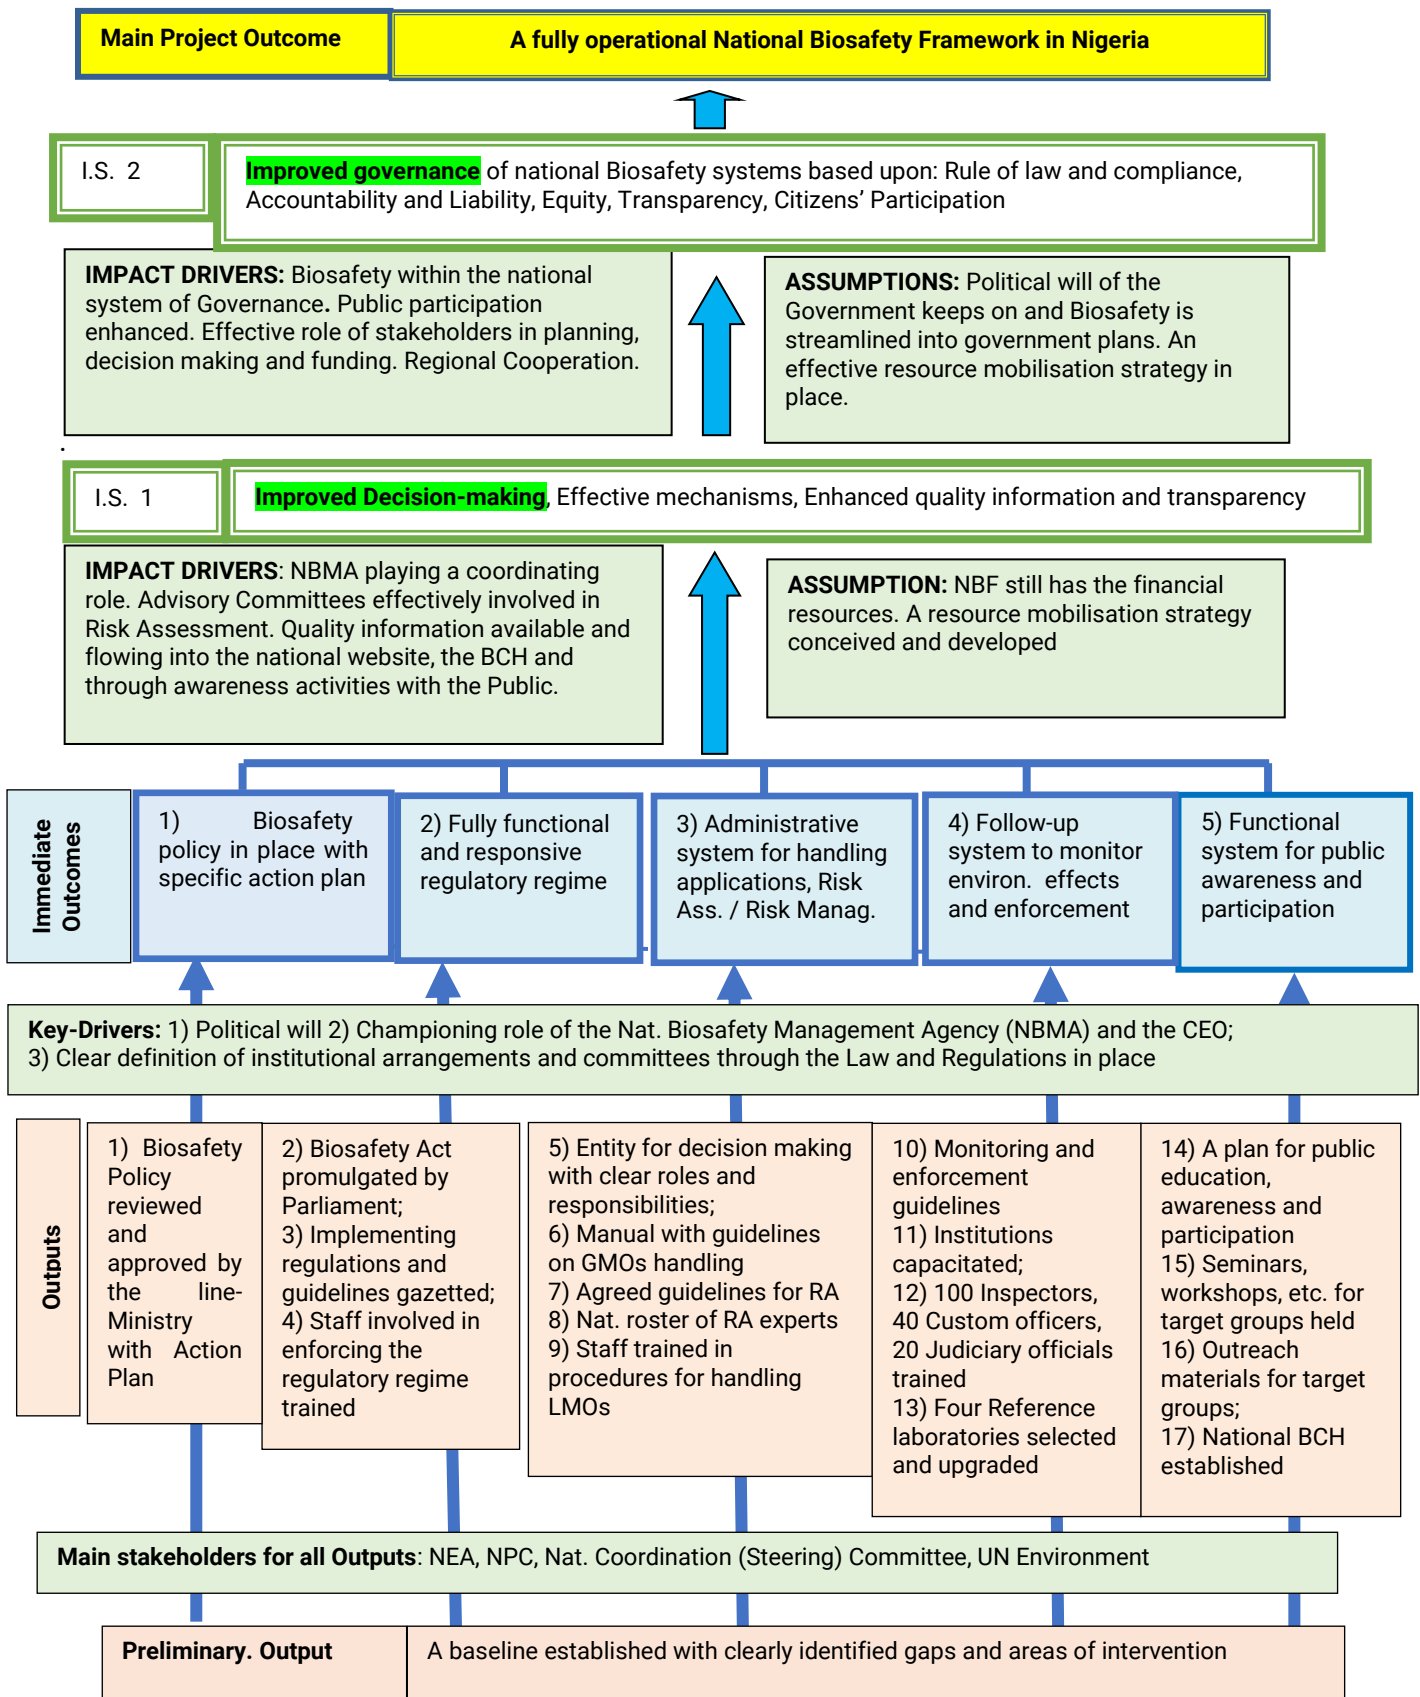 Main Project Outcome
A fully operational National Biosafety Framework in Nigeria
I.S. 2
Improved governance of national Biosafety systems based upon: Rule of law and compliance,
Accountability and Liability, Equity, Transparency, Citizens’ Participation
IMPACT DRIVERS: Biosafety within the national
system of Governance. Public participation
enhanced. Effective role of stakeholders in planning,
decision making and funding. Regional Cooperation.
ASSUMPTIONS: Political will of the
Government keeps on and Biosafety is
streamlined into government plans. An
effective resource mobilisation strategy in
place.
.
I.S. 1
Improved Decision-making, Effective mechanisms, Enhanced quality information and transparency
IMPACT DRIVERS: NBMA playing a coordinating
role. Advisory Committees effectively involved in
Risk Assessment. Quality information available and
flowing into the national website, the BCH and
through awareness activities with the Public.
ASSUMPTION: NBF still has the financial
resources. A resource mobilisation strategy
conceived and developed
Immediate
Outcomes
1) Biosafety
policy in place with
specific action plan
2) Fully functional
and responsive
regulatory regime
3) Administrative
system for handling
applications, Risk
Ass. / Risk Manag.
4) Follow-up
system to monitor
environ. effects
and enforcement
5) Functional
system for public
awareness and
participation
Key-Drivers: 1) Political will 2) Championing role of the Nat. Biosafety Management Agency (NBMA) and the CEO;
3) Clear definition of institutional arrangements and committees through the Law and Regulations in place
Outputs
1) Biosafety
Policy
reviewed
and
approved by
the line-
Ministry
with Action
Plan
2) Biosafety Act
promulgated by
Parliament;
3) Implementing
regulations and
guidelines gazetted;
4) Staff involved in
enforcing the
regulatory regime
trained
5) Entity for decision making
with clear roles and
responsibilities;
6) Manual with guidelines
on GMOs handling
7) Agreed guidelines for RA
8) Nat. roster of RA experts
9) Staff trained in
procedures for handling
LMOs
10) Monitoring and
enforcement
guidelines
11) Institutions
capacitated;
12) 100 Inspectors,
40 Custom officers,
20 Judiciary officials
trained
13) Four Reference
laboratories selected
and upgraded
14) A plan for public
education,
awareness and
participation
15) Seminars,
workshops, etc. for
target groups held
16) Outreach
materials for target
groups;
17) National BCH
established
Main stakeholders for all Outputs: NEA, NPC, Nat. Coordination (Steering) Committee, UN Environment
Preliminary. Output
A baseline established with clearly identified gaps and areas of intervention